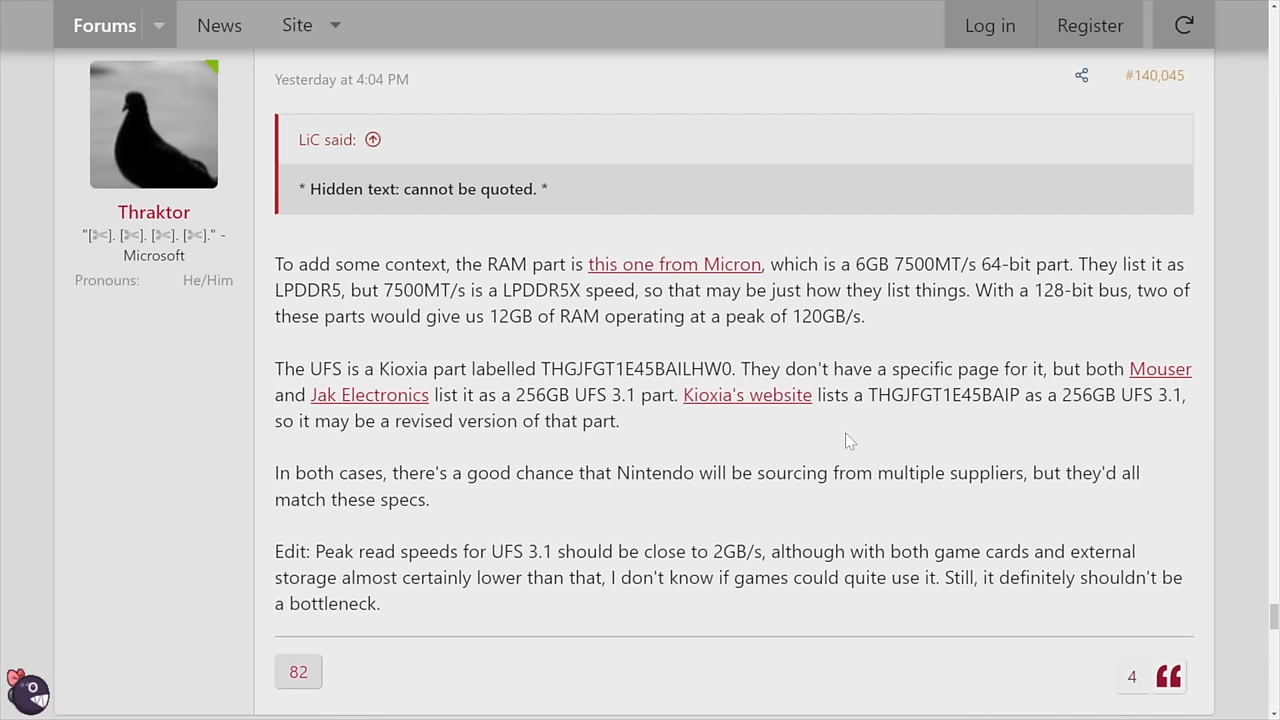 Forums News Site Log in Register
Yesterday at 4:04 PM #140,045
LiC said:
* Hidden text: cannot be quoted. *
Thraktor
"[✄]. [✄]. [✄]. [✄]." -
Microsoft
Pronouns: He/Him
To add some context, the RAM part is this one from Micron, which is a 6GB 7500MT/s 64-bit part. They list it as
LPDDR5, but 7500MT/s is a LPDDR5X speed, so that may be just how they list things. With a 128-bit bus, two of
these parts would give us 12GB of RAM operating at a peak of 120GB/s.
The UFS is a Kioxia part labelled THGJFGT1E45BAILHW0. They don't have a specific page for it, but both Mouser
and Jak Electronics list it as a 256GB UFS 3.1 part. Kioxia's website lists a THGJFGT1E45BAIP as a 256GB UFS 3.1,
so it may be a revised version of that part.
In both cases, there's a good chance that Nintendo will be sourcing from multiple suppliers, but they'd all
match these specs.
Edit: Peak read speeds for UFS 3.1 should be close to 2GB/s, although with both game cards and external
storage almost certainly lower than that, I don't know if games could quite use it. Still, it definitely shouldn't be
a bottleneck.
82 4